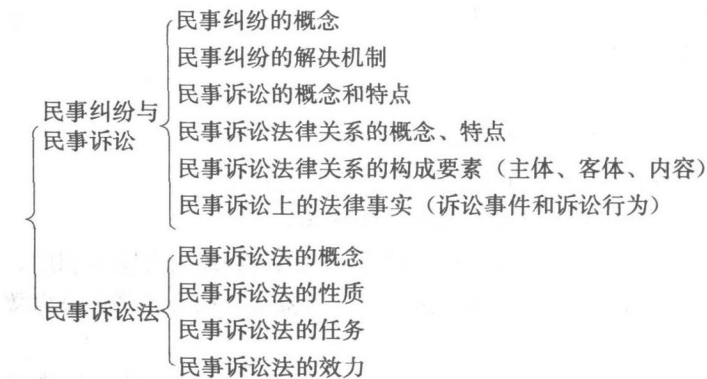 民事纠纷的概念
民事纠纷的解决机制
民事诉讼的概念和特点
民事纠纷与
民事诉讼
民事诉讼法律关系的概念、特点
民事诉讼法律关系的构成要素（主体、客体、内容）
民事诉讼上的法律事实（诉讼事件和诉讼行为）
民事诉讼法的概念
民事诉讼法的性质
民事诉讼法
民事诉讼法的任务
民事诉讼法的效力